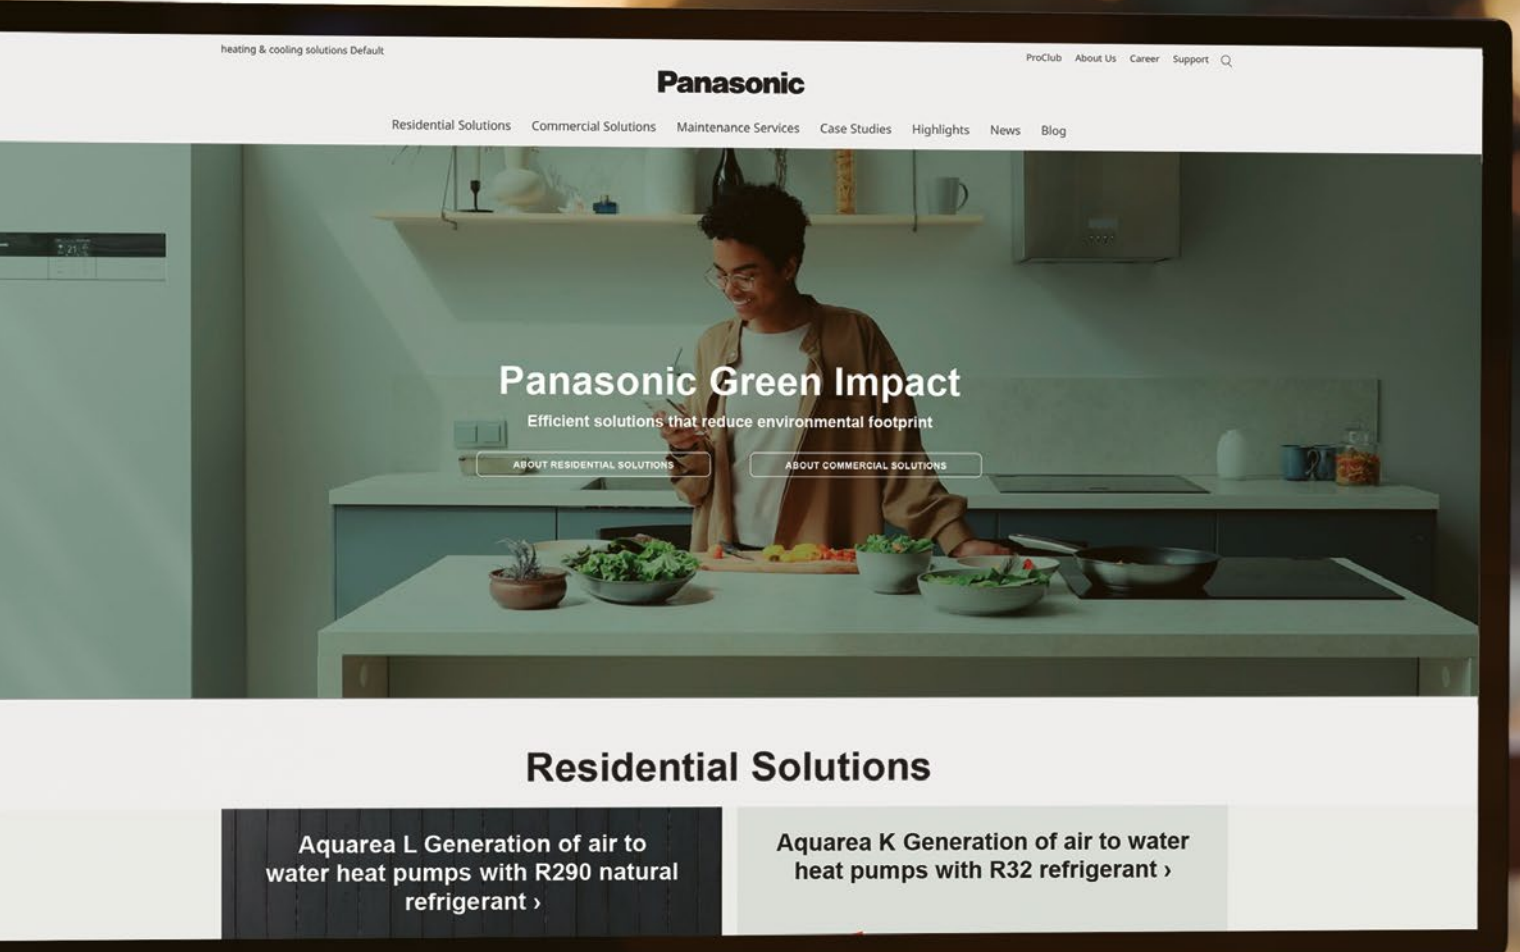 heating & cooling solutions Default
ProClub About Us Career Support
Panasonic
Residential Solutions Commercial Solutions Maintenance Services Case Studies Highlights News Blog
Panasonic Green Impact
Efficient solutions that reduce environmental footprint
ABOUT RESIDENTIAL SOLUTIONS ABOUT COMMERCIAL SOLUTIONS
Residential Solutions
Aquarea L Generation of air to
water heat pumps with R290 natural
refrigerant ›
Aquarea K Generation of air to water
heat pumps with R32 refrigerant ›